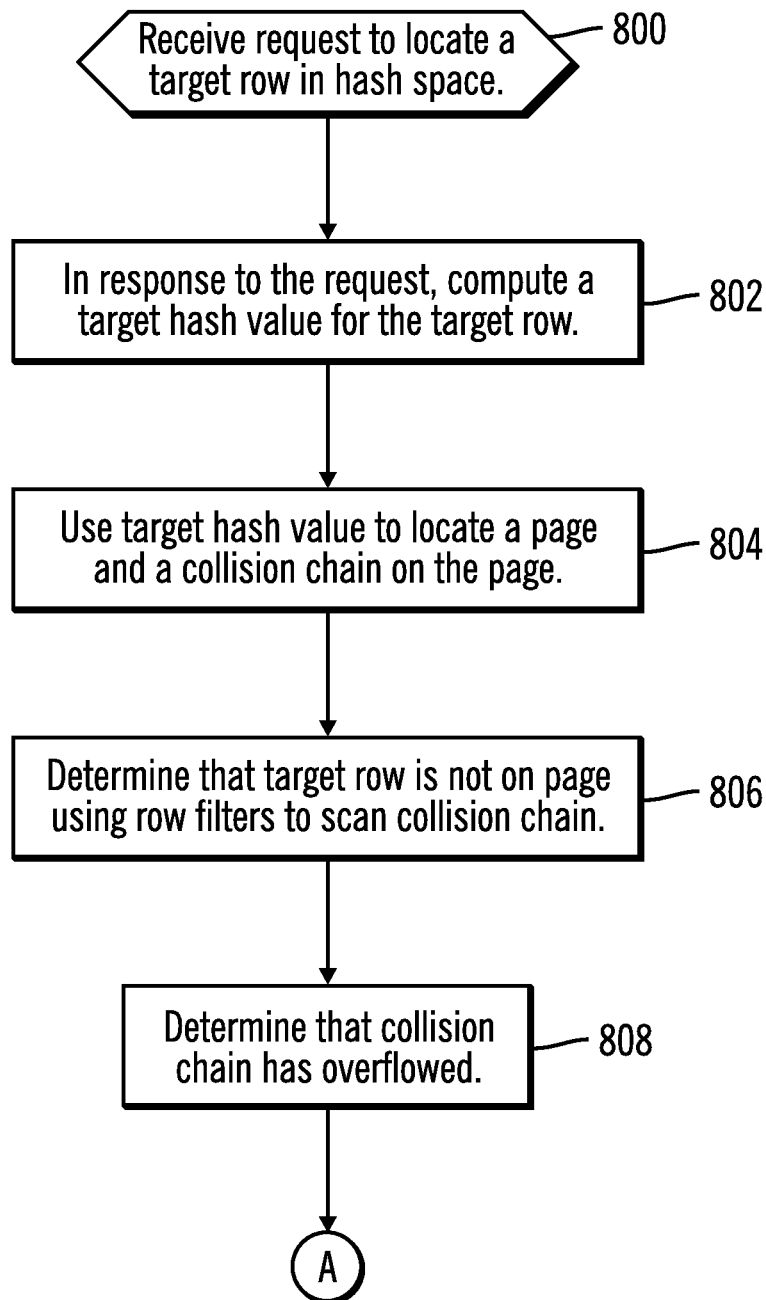 Receive request to locate a
target row in hash space.
800
In response to the request, compute a
target hash value for the target row.
802
Use target hash value to locate a page
and a collision chain on the page.
804
Determine that target row is not on page
using row filters to scan collision chain.
806
Determine that collision
chain has overflowed.
808
A